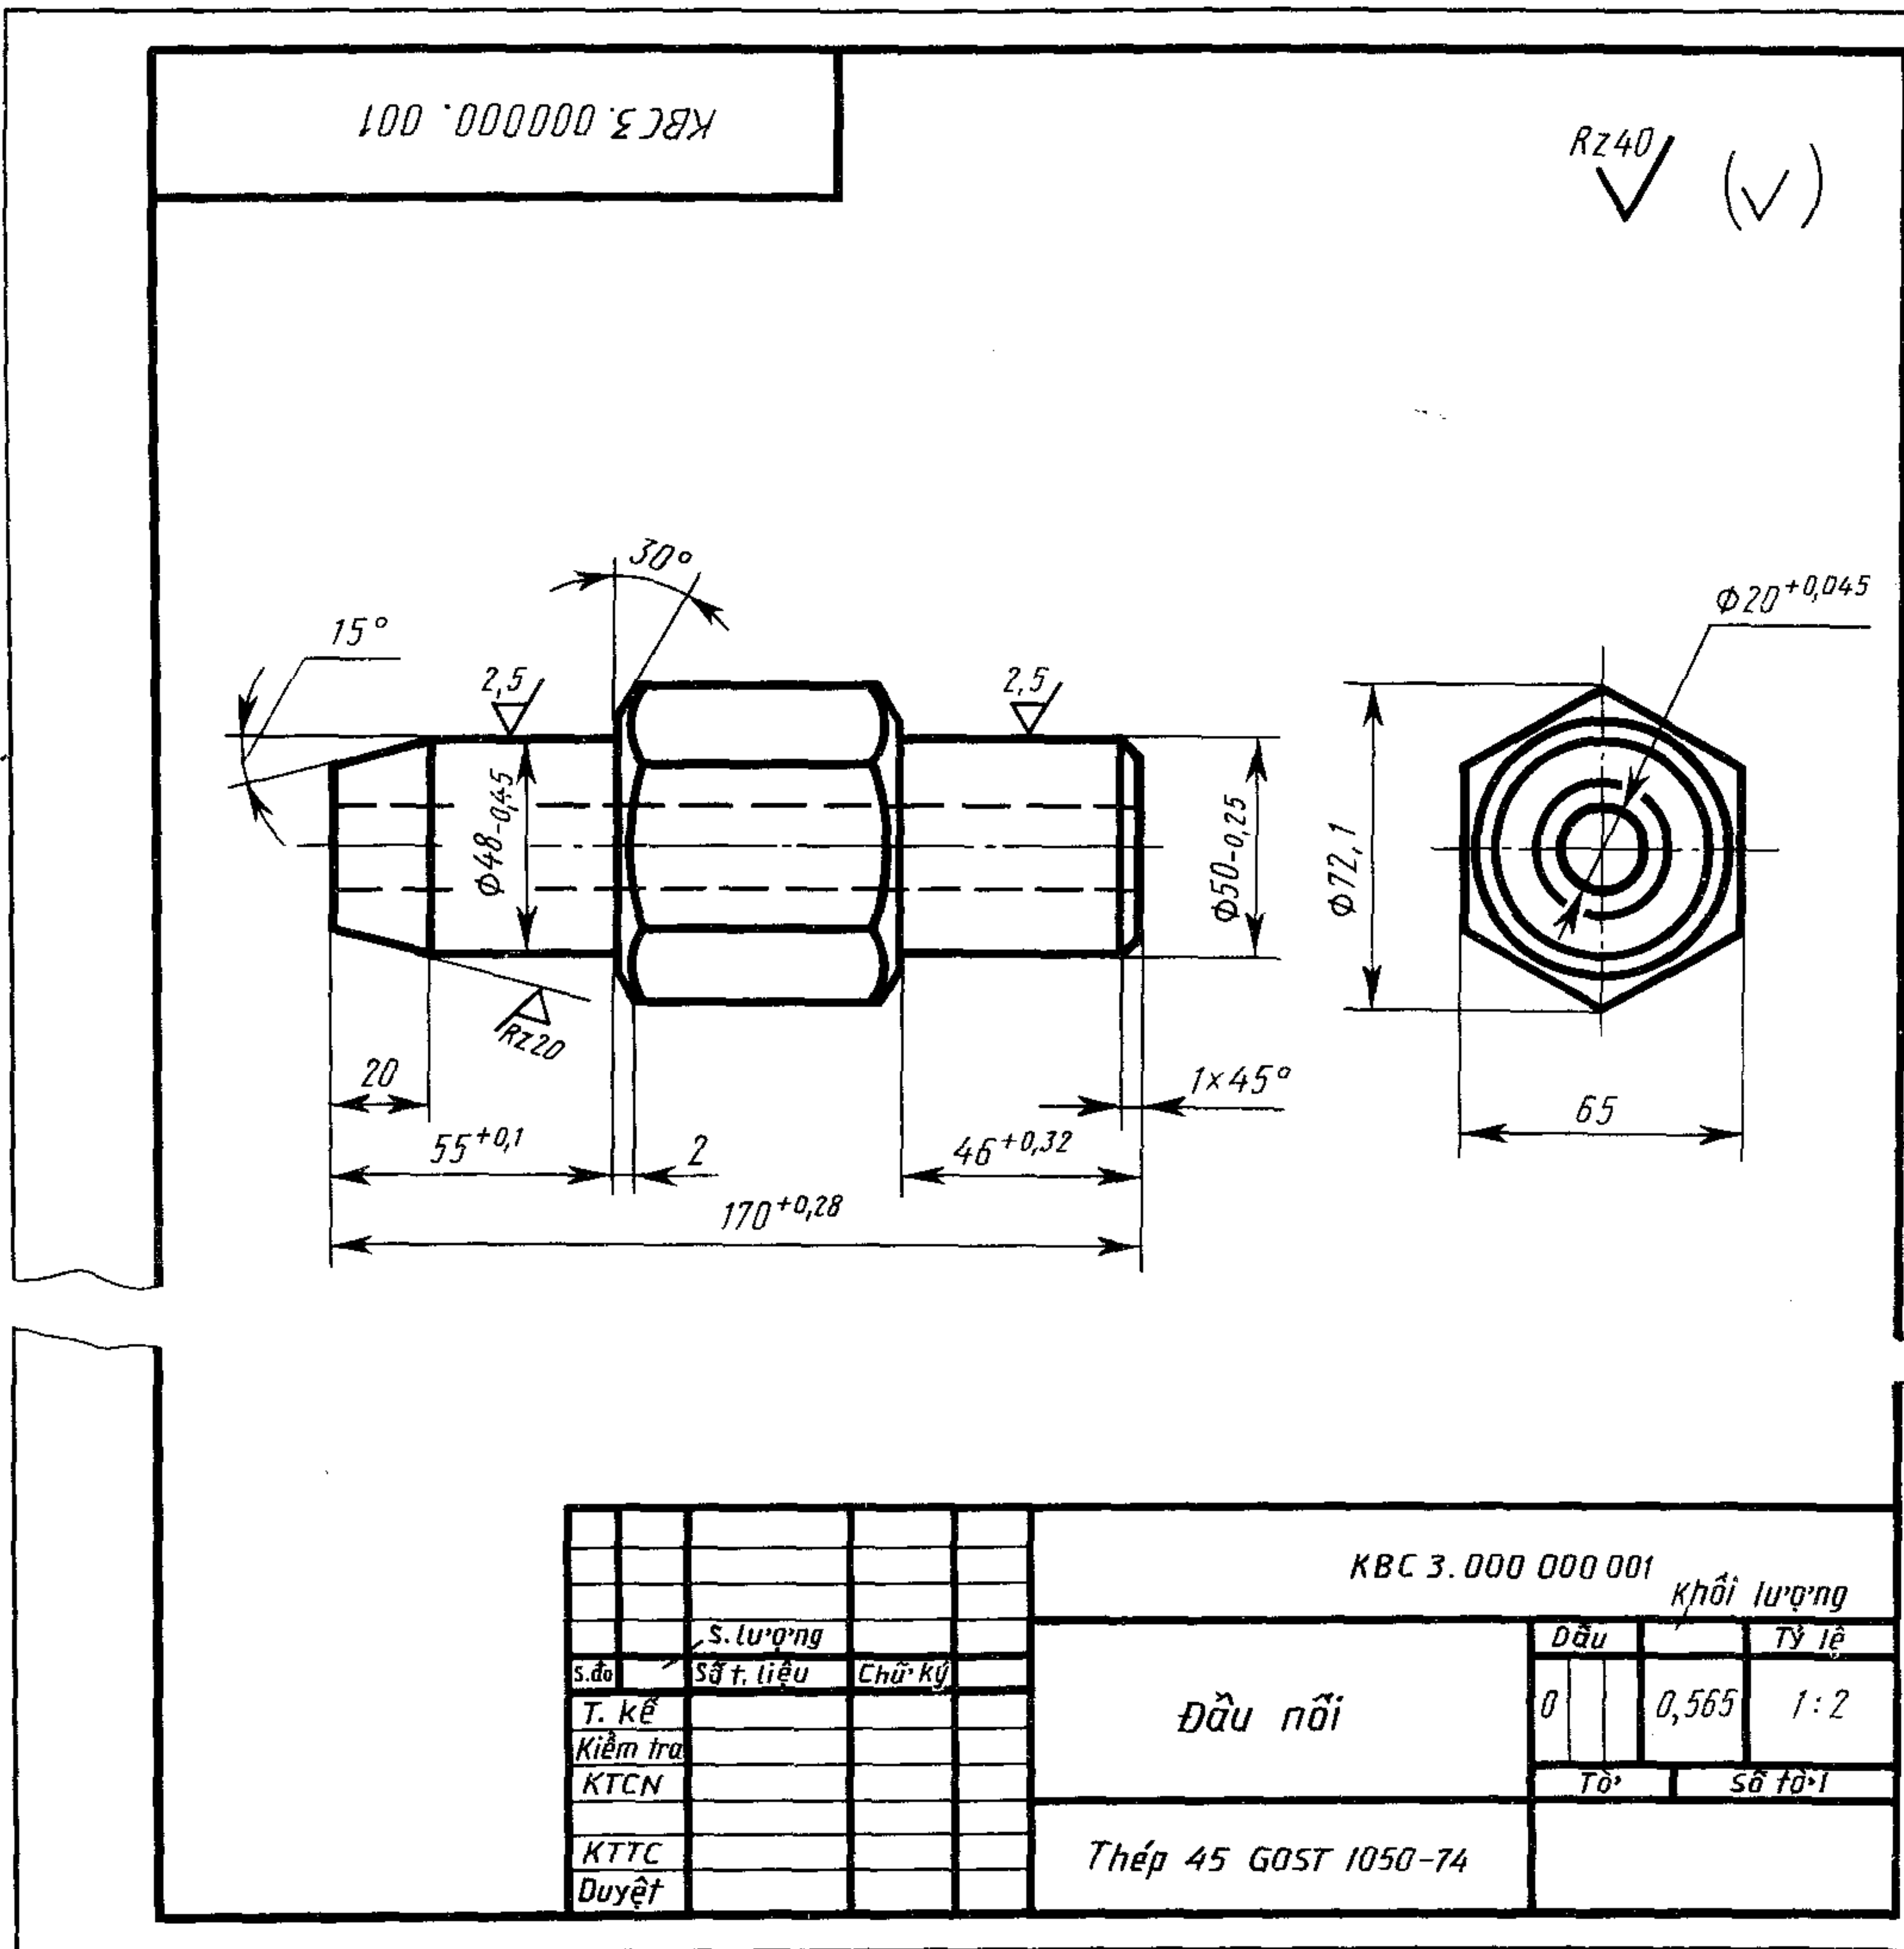 KBC 3. 000000. 001
Rz40
(√)
30°
15°
2,5
2,5
Φ20+0,045
Φ48-0,45
Φ50-0,25
Φ72,1
Rz20
20
1×45°
55+0,1
2
46+0,32
65
170+0,28
KBC 3. 000 000 001
Khối lượng
S. lượng
Dấu
Tỷ lệ
S.đo
Số t. liệu
Chữ ký
T. kế
Đầu nối
0
0,565
1:2
Kiểm tra
KTCN
Tờ
Số tờ 1
KTTC
Thép 45 GOST 1050-74
Duyệt